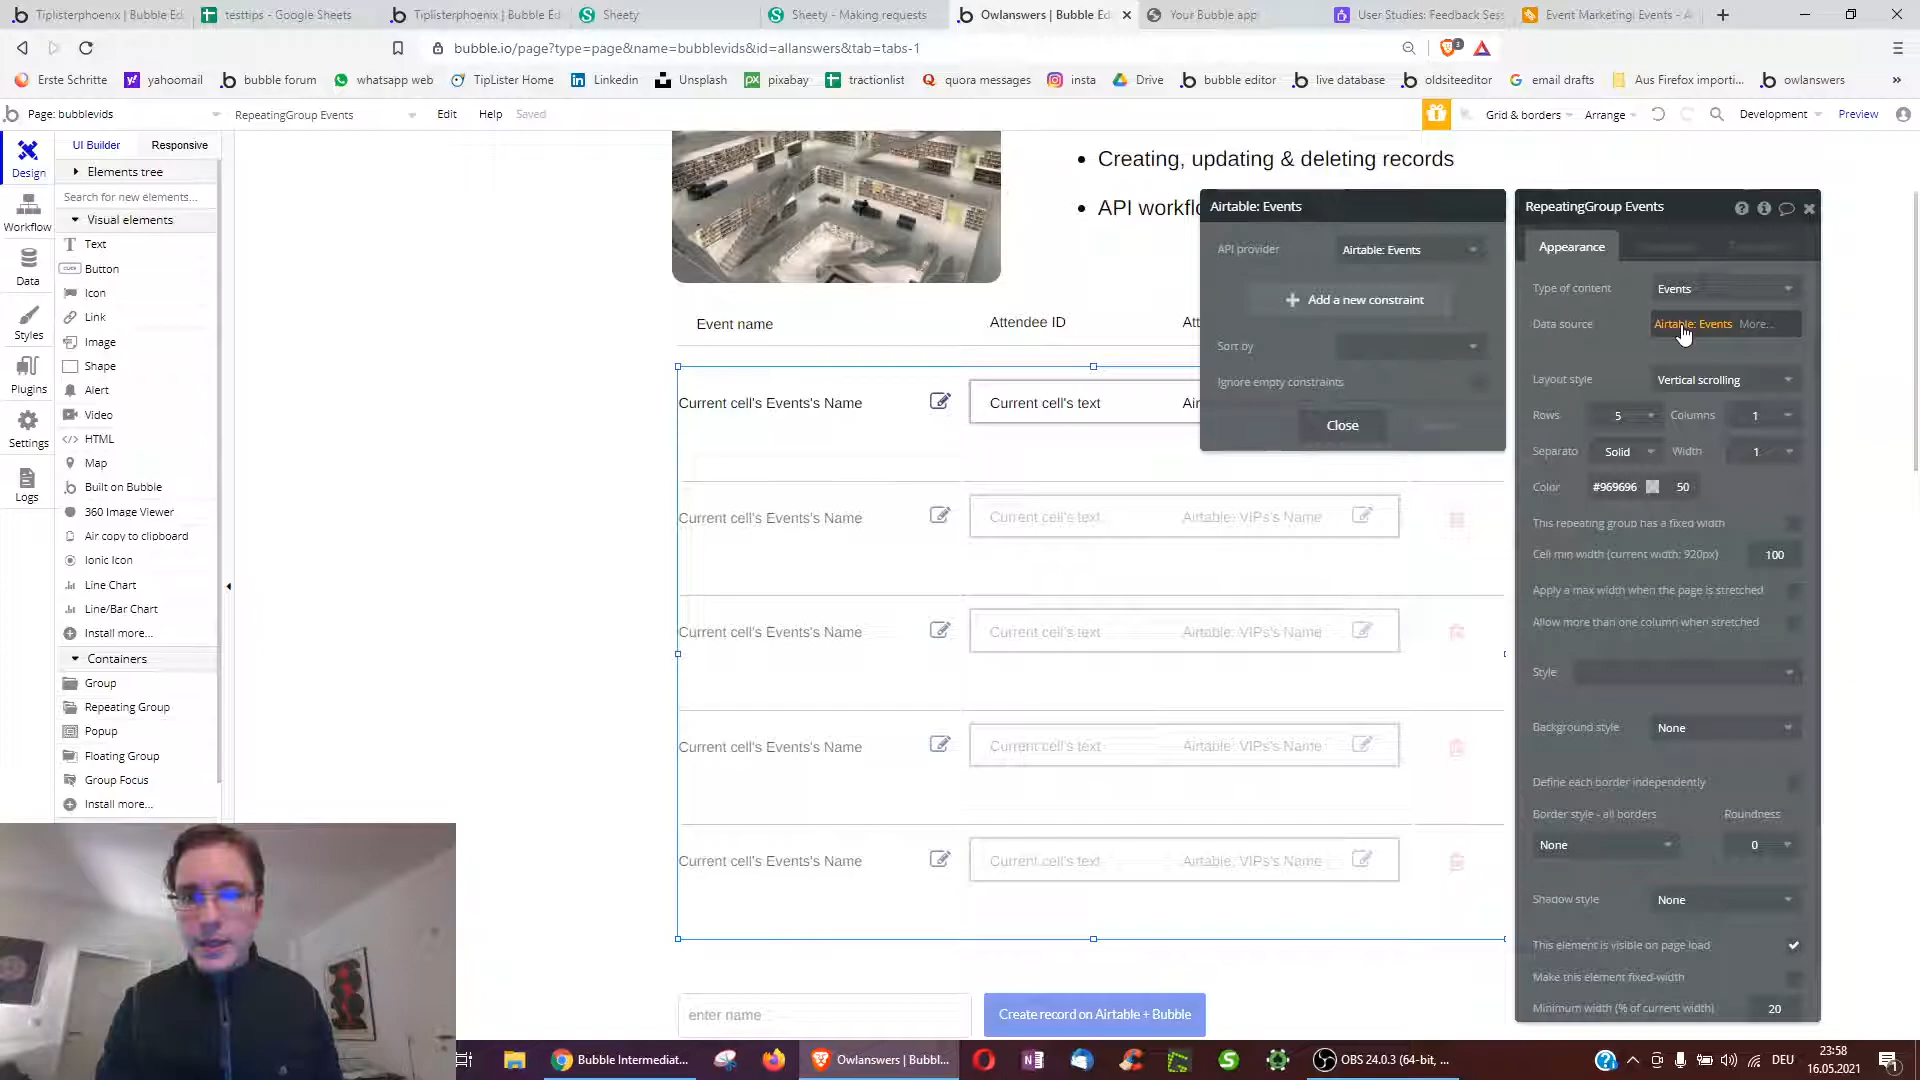 Tiplisterphoenix | Bubble Ed
testtips - Google Sheets
Tiplisterphoenix | Bubble Ed
Sheety
Sheety - Making requests
Owlanswers | Bubble Edi
Your Bubble app
User Studies: Feedback Sess
Event Marketing: Events - Ai
bubble.io/page?type=page&name=bubblevids&id=allanswers&tab=tabs-1
Erste Schritte
yahoomail
bubble forum
whatsapp web
TipLister Home
Linkedin
Unsplash
pixabay
tractionlist
quora messages
insta
Drive
bubble editor
live database
oldsiteeditor
email drafts
Aus Firefox importi...
owlanswers
Page: bubblevids
RepeatingGroup Events
Edit
Help
Saved
Grid & borders
Arrange
Development
Preview
Design
Workflow
Data
Styles
Plugins
Settings
Logs
UI Builder
Responsive
Elements tree
Search for new elements...
Visual elements
Text
Button
Icon
Link
Image
Shape
Alert
Video
HTML
Map
Built on Bubble
360 Image Viewer
Air copy to clipboard
Ionic Icon
Line Chart
Line/Bar Chart
Install more...
Containers
Group
Repeating Group
Popup
Floating Group
Group Focus
Install more...
• Creating, updating & deleting records
• API workflo
Event name
Attendee ID
Att
Current cell's Events's Name
Current cell's text
Air
Current cell's Events's Name
Current cell's text
Airtable: VIPs's Name
Current cell's Events's Name
Current cell's text
Airtable: VIPs's Name
Current cell's Events's Name
Current cell's text
Airtable: VIPs's Name
Current cell's Events's Name
Current cell's text
Airtable: VIPs's Name
enter name
Create record on Airtable + Bubble
Airtable: Events
API provider
Airtable: Events
Add a new constraint
Sort by
Ignore empty constraints
Close
RepeatingGroup Events
Appearance
Type of content
Events
Data source
Airtable: Events More...
Layout style
Vertical scrolling
Rows
5
Columns
1
Separato
Solid
Width
1
Color
#969696
50
This repeating group has a fixed width
Cell min width (current width: 920px)
100
Apply a max width when the page is stretched
Allow more than one column when stretched
Style
Background style
None
Define each border independently
Border style - all borders
Roundness
None
0
Shadow style
None
This element is visible on page load
Make this element fixed-width
Minimum width (% of current width)
20
Bubble Intermediat...
Owlanswers | Bubbl...
OBS 24.0.3 (64-bit, ...
DEU
23:58
16.05.2021